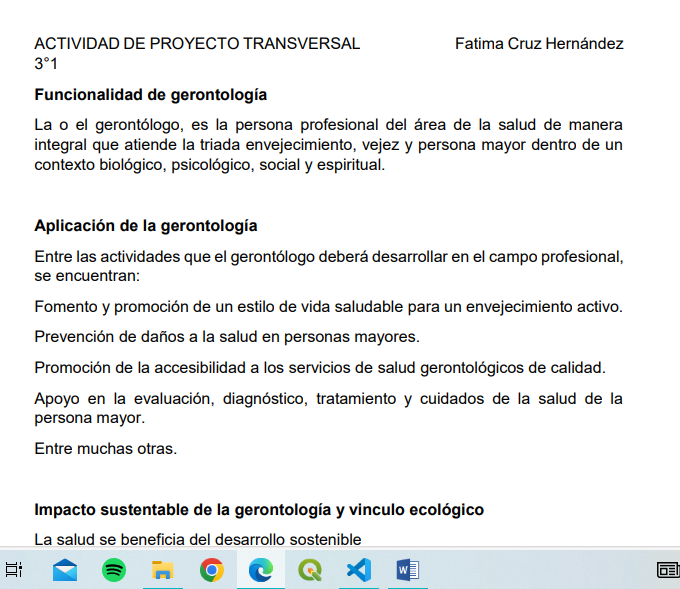 ACTIVIDAD DE PROYECTO TRANSVERSAL Fatima Cruz Hernández
3°1
Funcionalidad de gerontología
La o el gerontólogo, es la persona profesional del área de la salud de manera
integral que atiende la triada envejecimiento, vejez y persona mayor dentro de un
contexto biológico, psicológico, social y espiritual.
Aplicación de la gerontología
Entre las actividades que el gerontólogo deberá desarrollar en el campo profesional,
se encuentran:
Fomento y promoción de un estilo de vida saludable para un envejecimiento activo.
Prevención de daños a la salud en personas mayores.
Promoción de la accesibilidad a los servicios de salud gerontológicos de calidad.
Apoyo en la evaluación, diagnóstico, tratamiento y cuidados de la salud de la
persona mayor.
Entre muchas otras.
Impacto sustentable de la gerontología y vinculo ecológico
La salud se beneficia del desarrollo sostenible